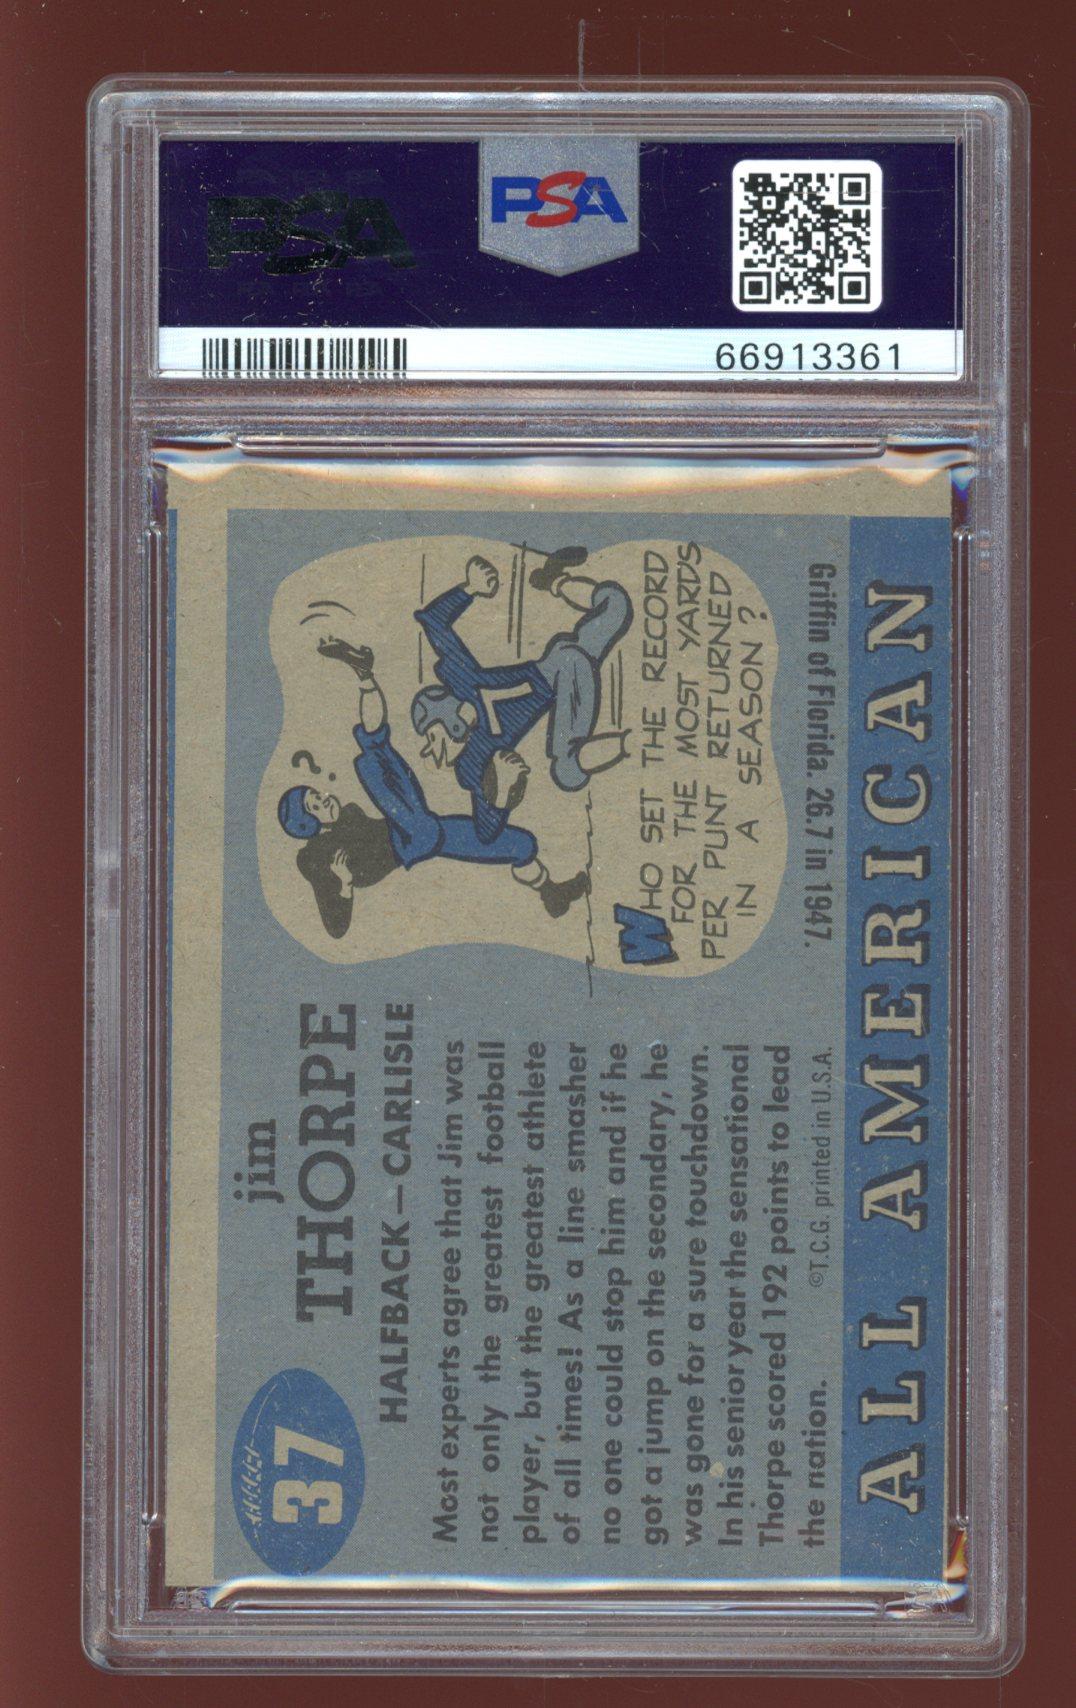 PSA
PSA
66913361
37
jim
THORPE
HALFBACK—CARLISLE
Most experts agree that Jim was
not only the greatest football
player, but the greatest athlete
of all times! As a line smasher
no one could stop him and if he
got a jump on the secondary, he
was gone for a sure touchdown.
In his senior year the sensational
Thorpe scored 192 points to lead
the nation.
©T.C.G. printed in U.S.A.
?
WHO SET THE RECORD
FOR THE MOST YARDS
PER PUNT RETURNED
IN A SEASON?
Griffin of Florida. 26.7 in 1947.
ALL AMERICAN